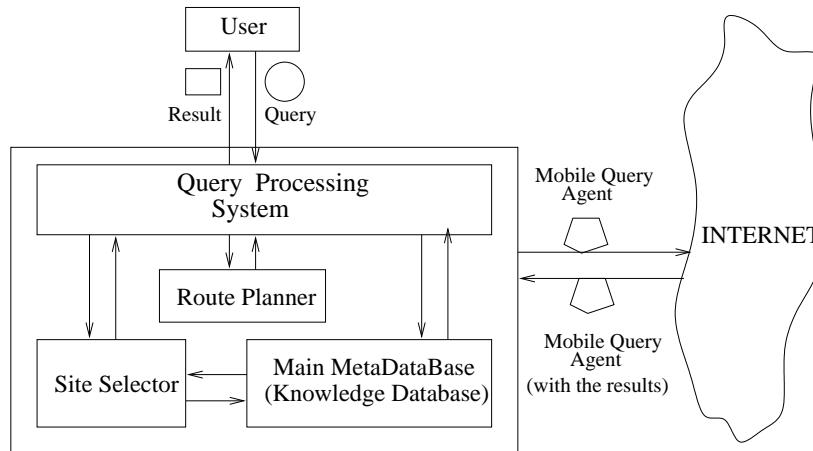 User
Result
Query
Query Processing
System
Route Planner
Site Selector
Main MetaDataBase
(Knowledge Database)
Mobile Query
Agent
INTERNET
Mobile Query
Agent
(with the results)